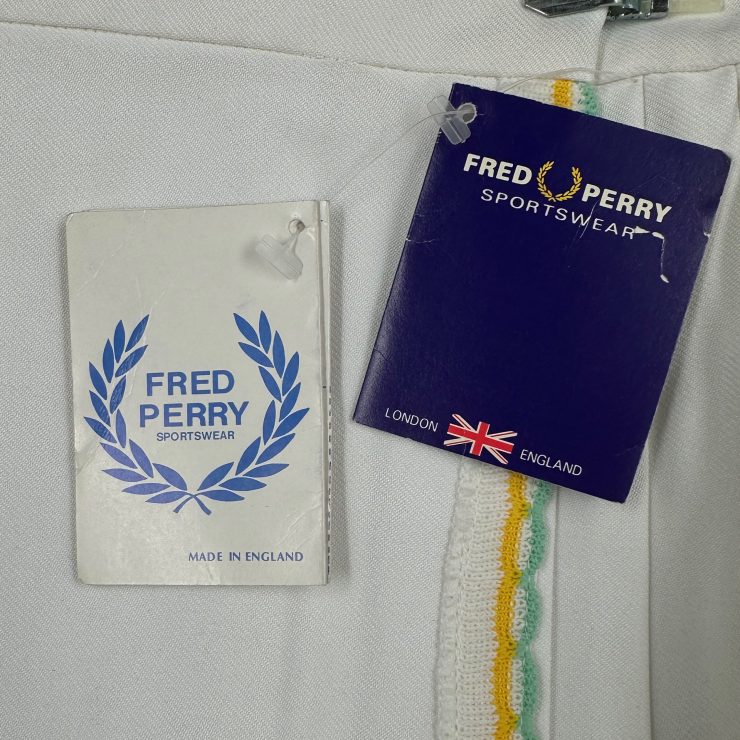 FRED
PERRY
SPORTSWEAR
MADE IN ENGLAND
FRED PERRY
SPORTSWEAR
LONDON ENGLAND